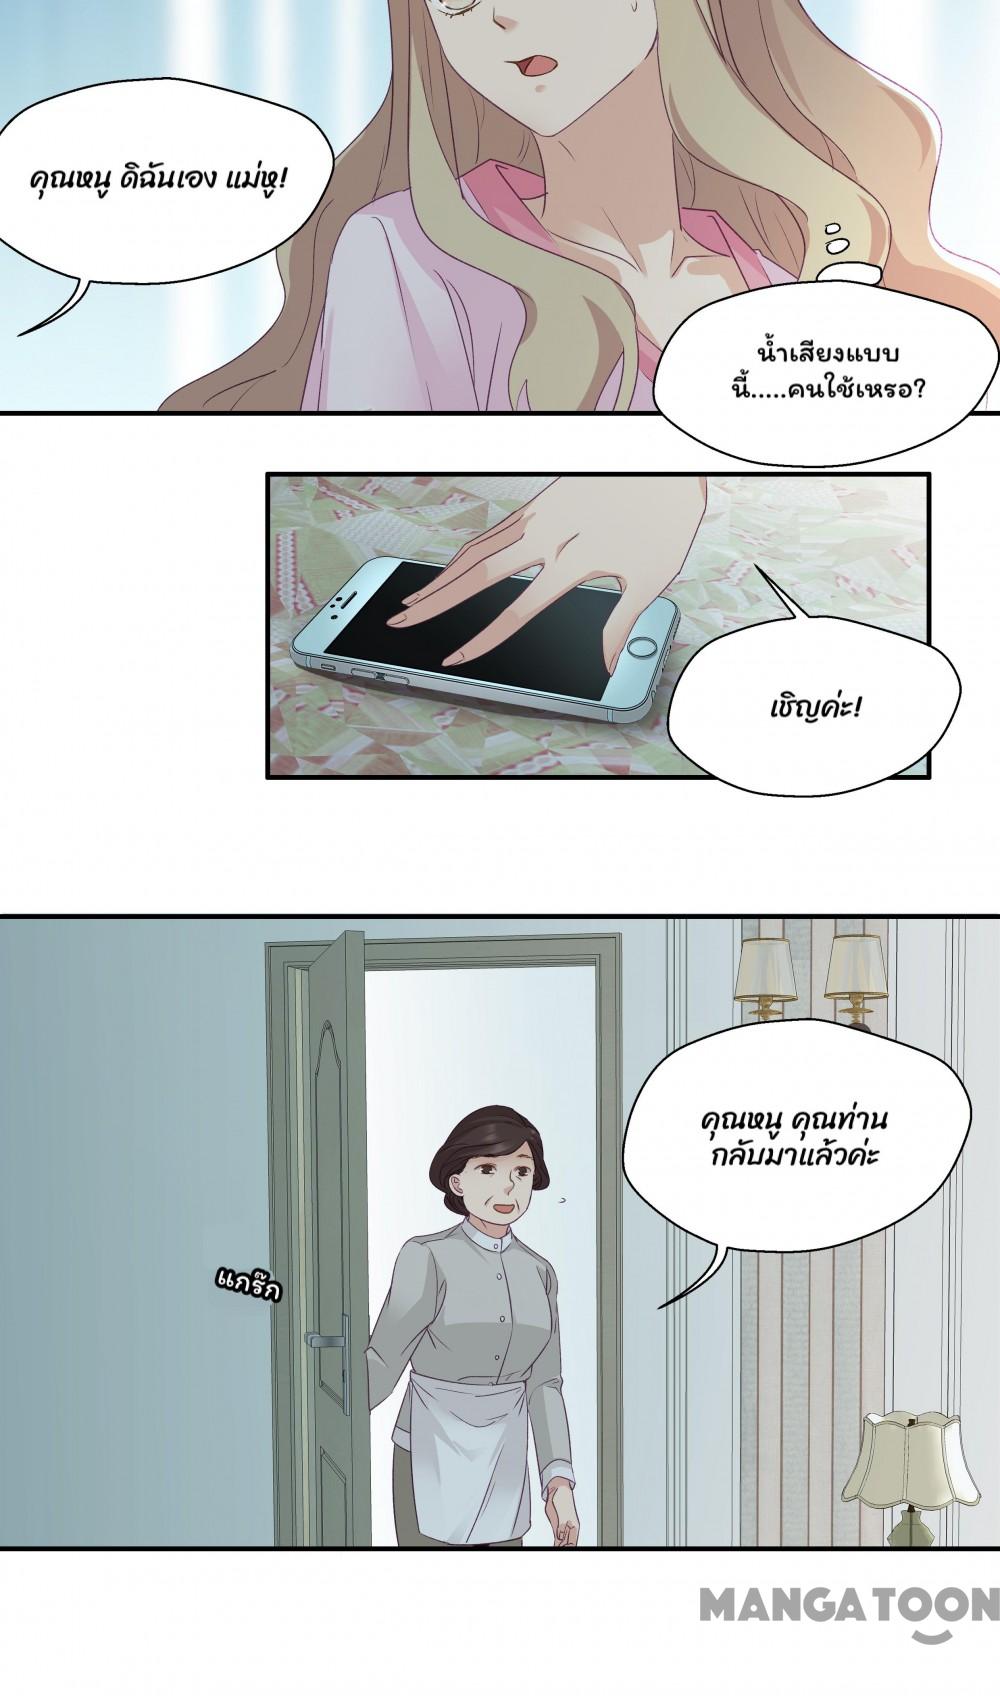 คุณหนู ดิฉันเอง แม่หู!
น้ำเสียงแบบ
นี้.....คนใช้เหรอ?
เชิญค่ะ!
คุณหนู คุณท่าน
กลับมาแล้วค่ะ
แกร๊ก
MANGATOON